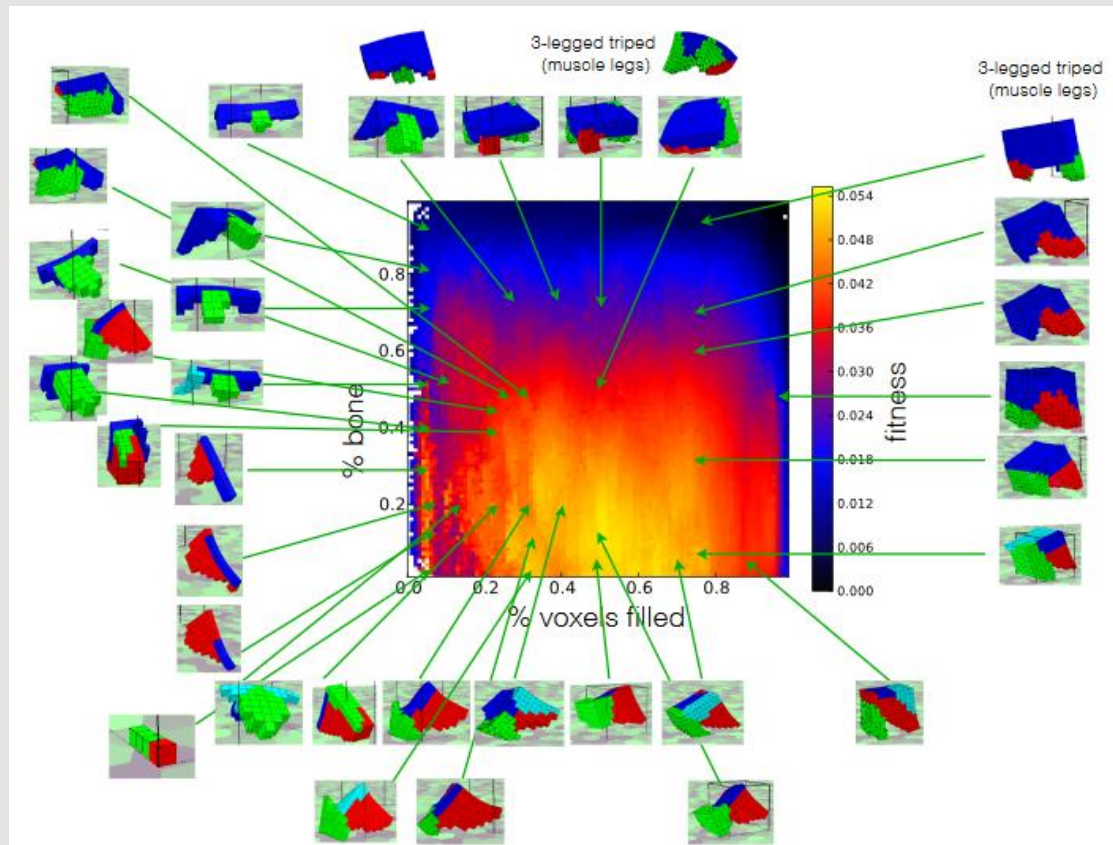 3-legged triped
(musole legs)
3-legged triped
(musole legs)
0.8
0.6
0.4
0.2
0.0
0.2
0.4
0.6
0.8
% bone
% voxels filled
0.054
0.048
0.042
0.036
0.030
0.024
0.018
0.012
0.006
0.000
fitness